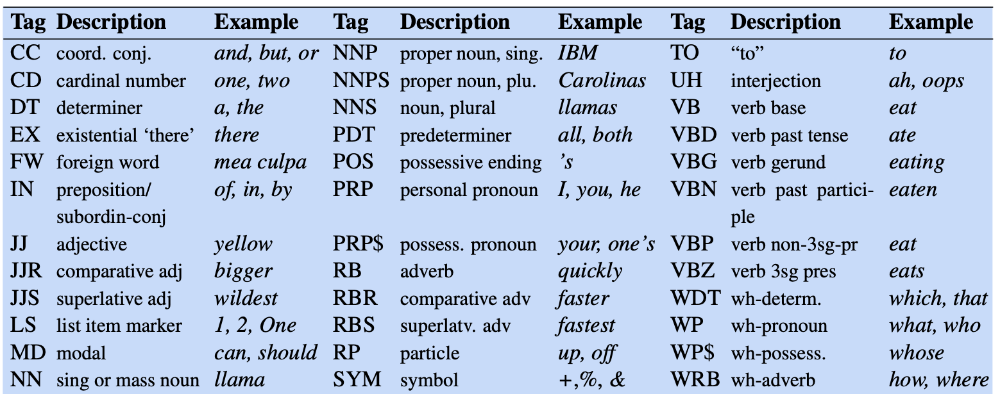 Tag Description Example Tag Description Example Tag Description Example
CC coord. conj. and, but, or NNP proper noun, sing. IBM TO “to” to
CD cardinal number one, two NNPS proper noun, plu. Carolinas UH interjection ah, oops
DT determiner a, the NNS noun, plural llamas VB verb base eat
EX existential ‘there’ there PDT predeterminer all, both VBD verb past tense ate
FW foreign word mea culpa POS possessive ending ’s VBG verb gerund eating
IN preposition/ of, in, by PRP personal pronoun I, you, he VBN verb past partici- eaten
subordin-conj ple
JJ adjective yellow PRP$ possess. pronoun your, one’s VBP verb non-3sg-pr eat
JJR comparative adj bigger RB adverb quickly VBZ verb 3sg pres eats
JJS superlative adj wildest RBR comparative adv faster WDT wh-determ. which, that
LS list item marker 1, 2, One RBS superlatv. adv fastest WP wh-pronoun what, who
MD modal can, should RP particle up, off WP$ wh-possess. whose
NN sing or mass noun llama SYM symbol +,%, & WRB wh-adverb how, where